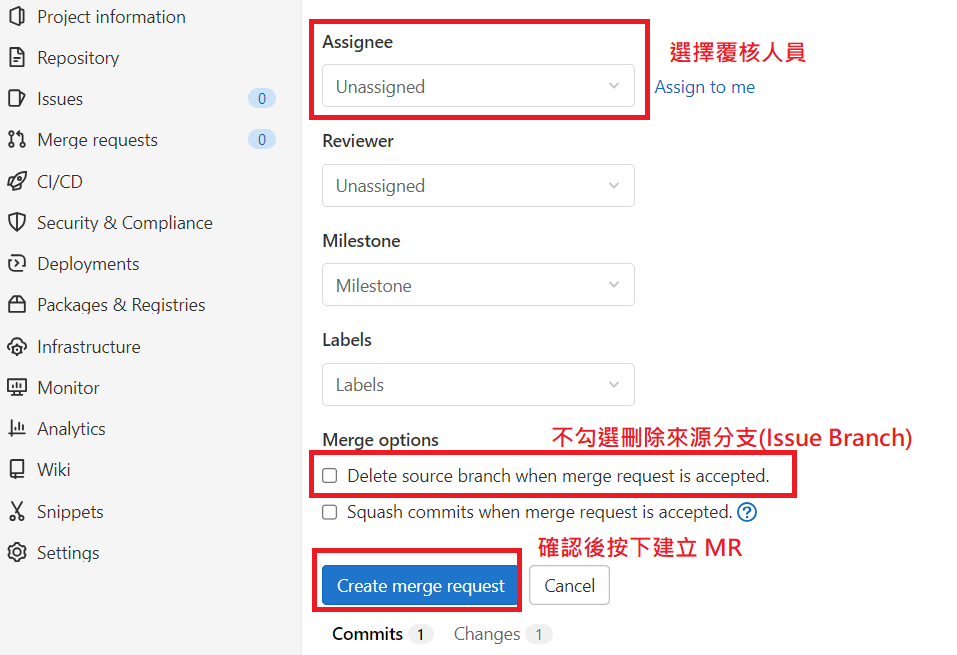 Project information
Repository
Issues 0
Merge requests 0
CI/CD
Security & Compliance
Deployments
Packages & Registries
Infrastructure
Monitor
Analytics
Wiki
Snippets
Settings
Assignee
選擇覆核人員
Unassigned
Assign to me
Reviewer
Unassigned
Milestone
Milestone
Labels
Labels
Merge options
不勾選刪除來源分支(Issue Branch)
Delete source branch when merge request is accepted.
Squash commits when merge request is accepted. ?
確認後按下建立 MR
Create merge request Cancel
Commits 1 Changes 1